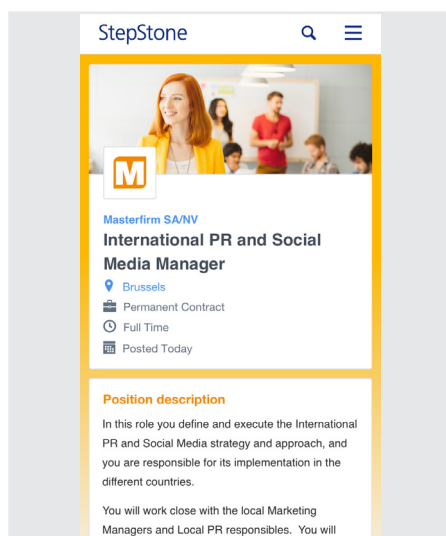 StepStone
M
Masterfirm SA/NV
International PR and Social
Media Manager
Brussels
Permanent Contract
Full Time
Posted Today
Position description
In this role you define and execute the International
PR and Social Media strategy and approach, and
you are responsible for its implementation in the
different countries.
You will work close with the local Marketing
Managers and Local PR responsibles.  You will